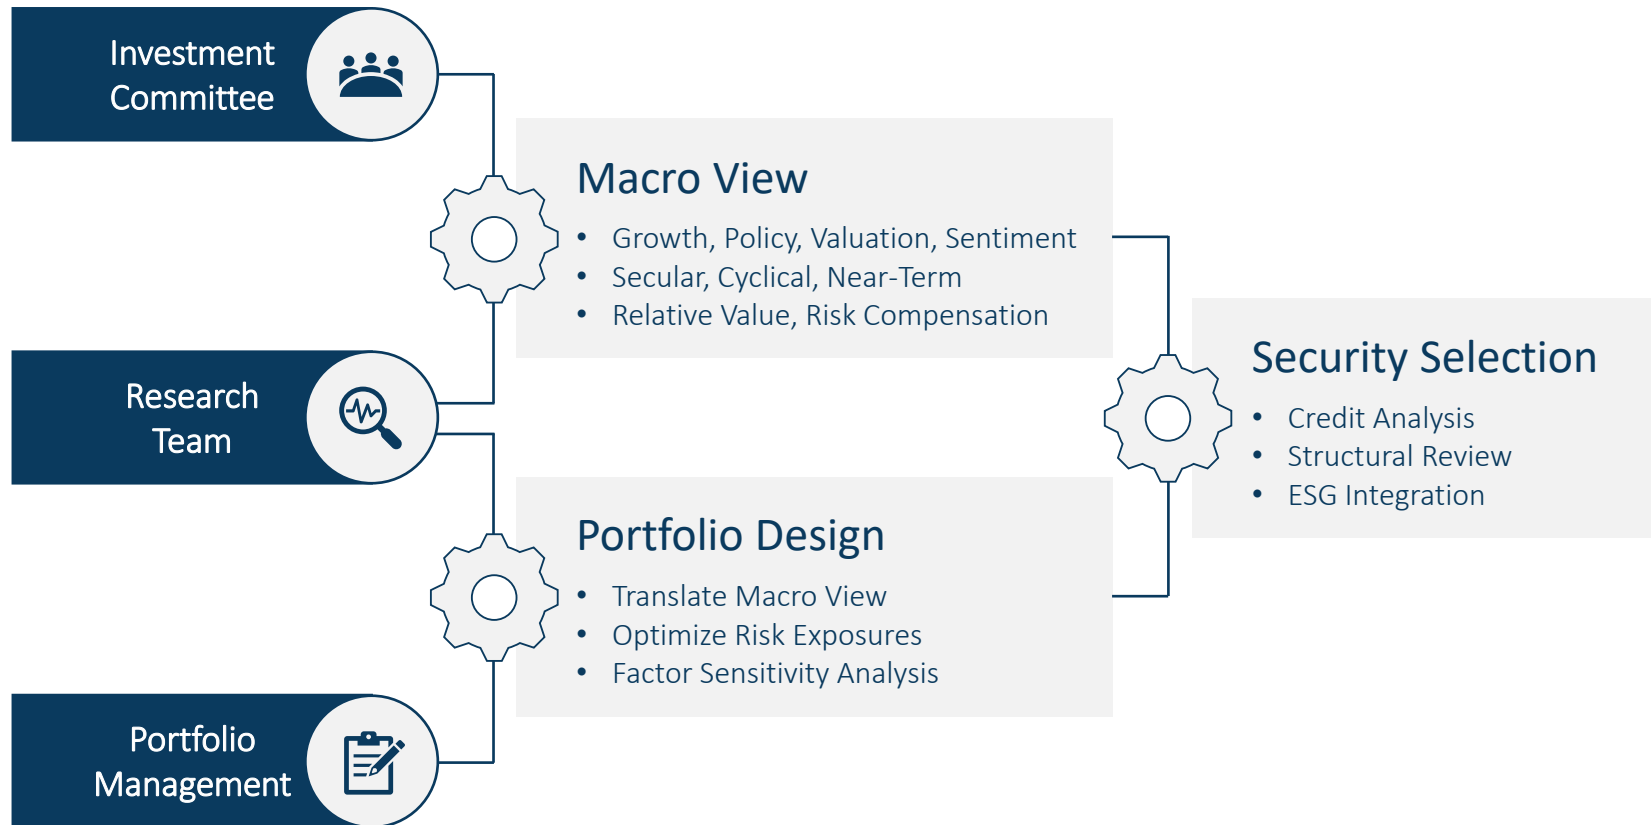 Investment
Committee
Macro View
• Growth, Policy, Valuation, Sentiment
• Secular, Cyclical, Near-Term
• Relative Value, Risk Compensation
Research
Team
Security Selection
• Credit Analysis
• Structural Review
• ESG Integration
Portfolio Design
• Translate Macro View
• Optimize Risk Exposures
• Factor Sensitivity Analysis
Portfolio
Management